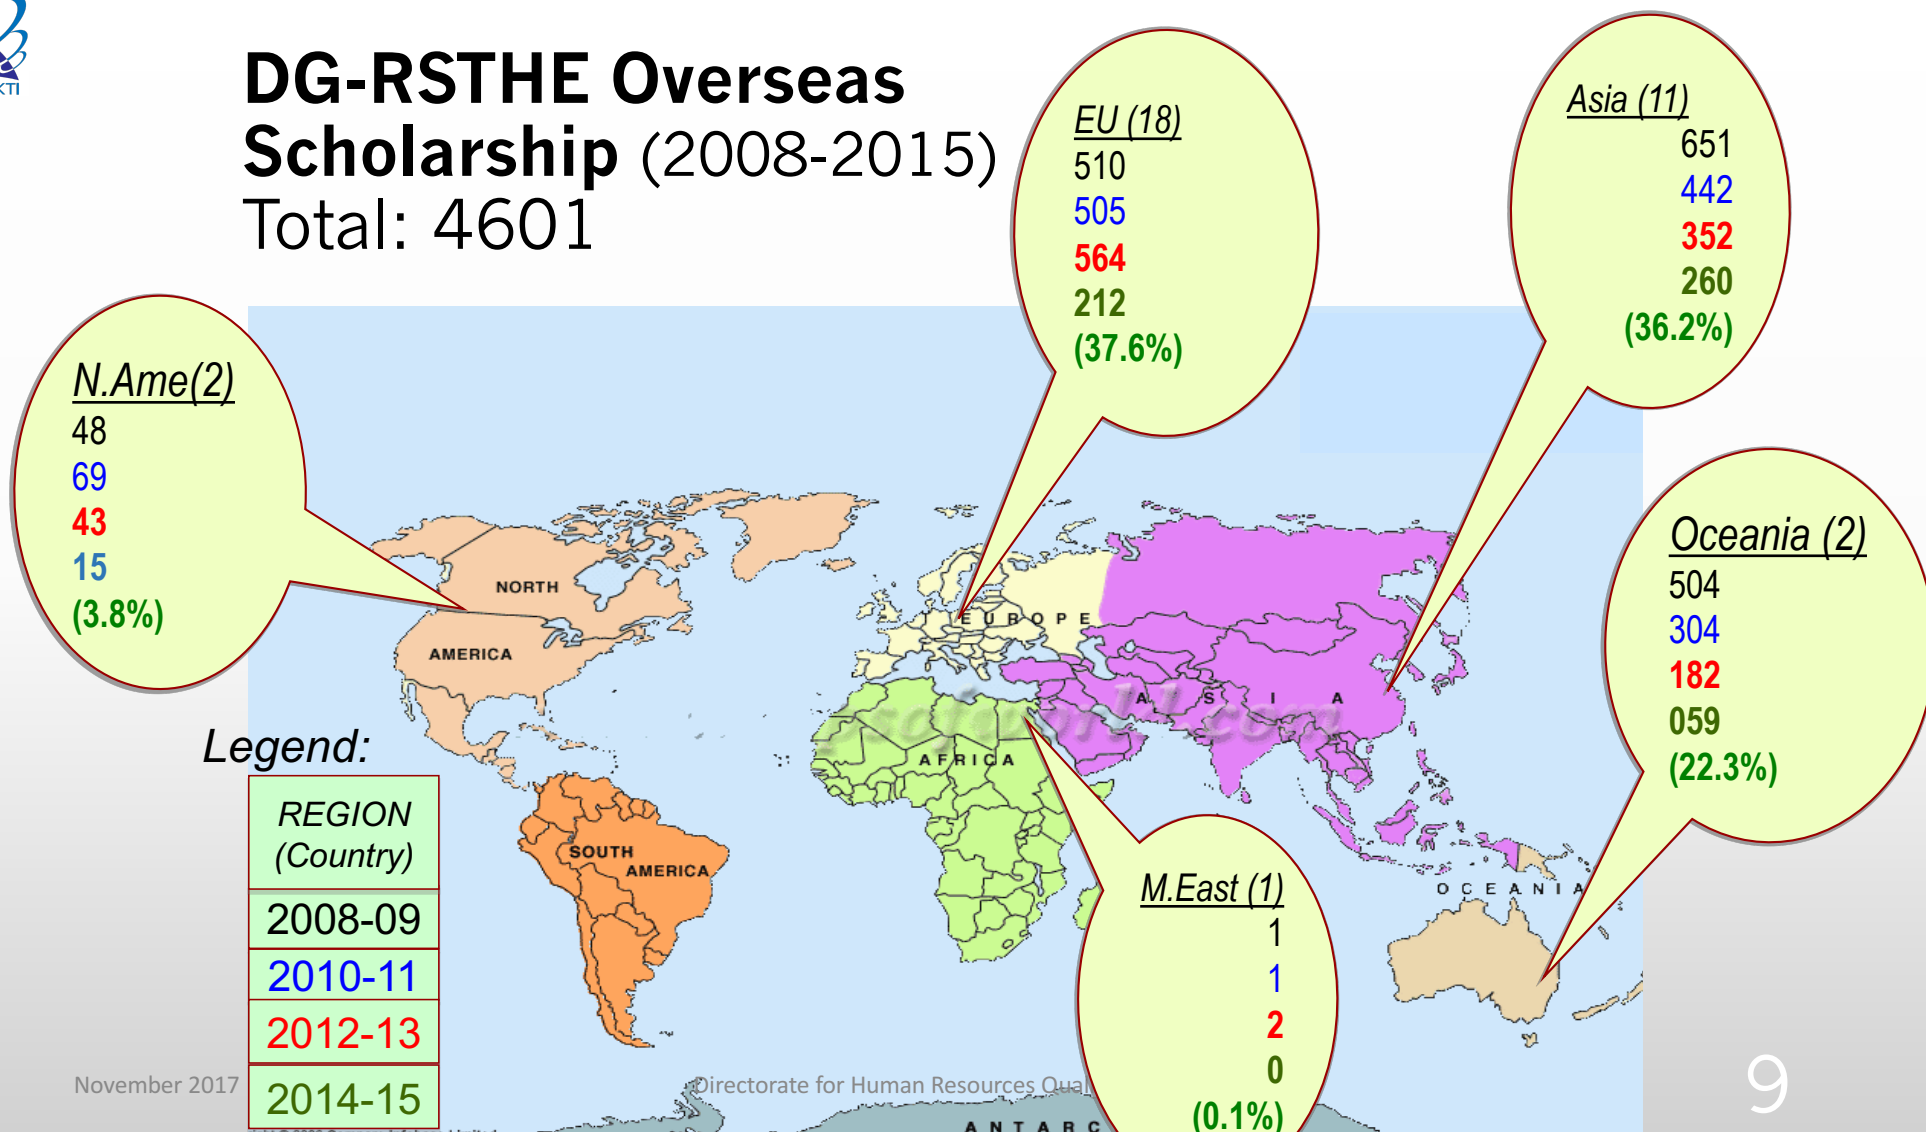 KTI
DG-RSTHE Overseas
Scholarship (2008-2015)
Total: 4601
EU (18)
510
505
564
212
(37.6%)
Asia (11)
651
442
352
260
(36.2%)
N.Ame(2)
48
69
43
15
(3.8%)
Oceania (2)
504
304
182
059
(22.3%)
M.East (1)
1
1
2
0
(0.1%)
NORTH
AMERICA
EUROPE
ASIA
AFRICA
SOUTH
AMERICA
OCEANIA
ANTARC
Legend:
REGION
(Country)
2008-09
2010-11
2012-13
2014-15
November 2017
Directorate for Human Resources Qual
9